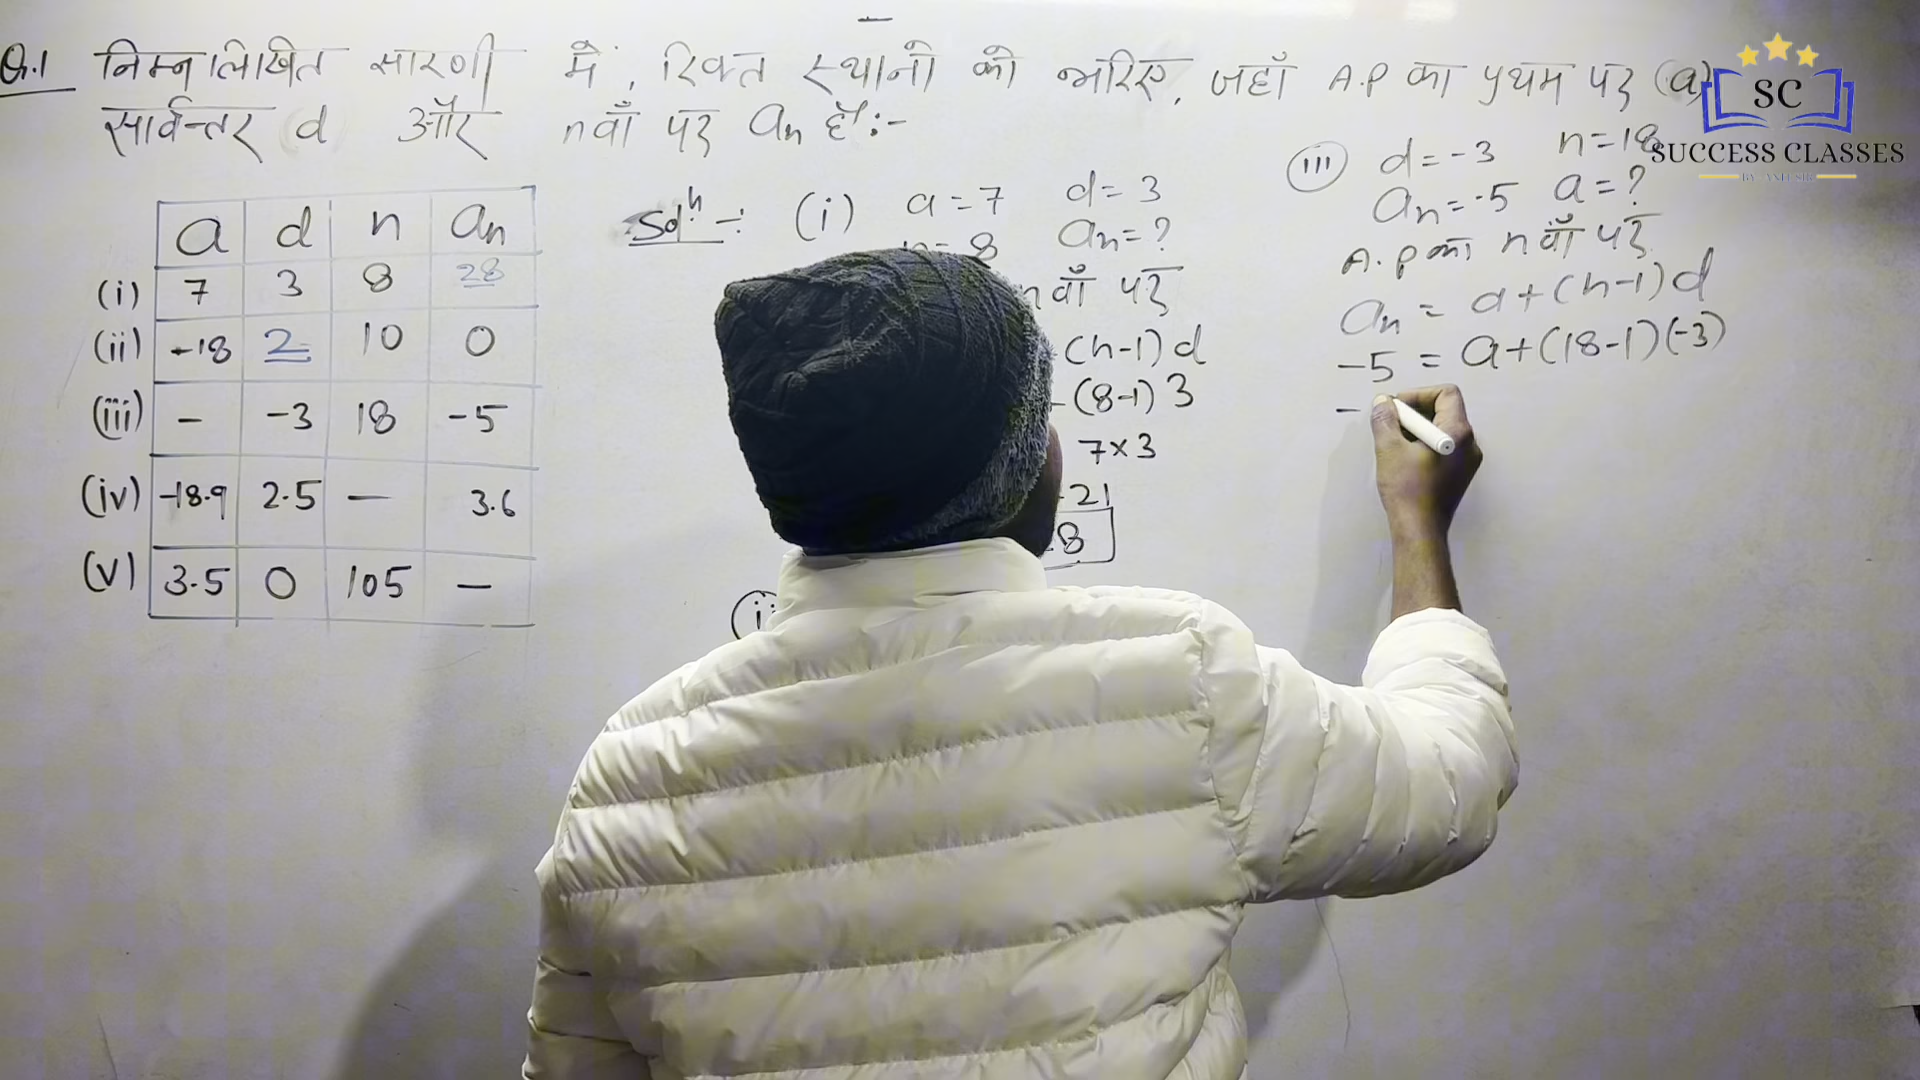 Q.1 निम्नलिखित सारणी में, रिक्त स्थानों को भरिए, जहाँ A.P का प्रथम पद (a)
सार्वन्तर d और nवाँ पद an है:-
a d n an
(i) 7 3 8 28
(ii) -18 2 10 0
(iii) - -3 18 -5
(iv) -18.9 2.5 — 3.6
(v) 3.5 0 105 —
Solⁿ -: (i) a = 7 d = 3
n = 8 an = ?
nवाँ पद
(n-1) d
(8-1) 3
7×3
21
8
(iii) d = -3 n = 18
an = -5 a = ?
A.P का n वाँ पद
an = a + (n-1) d
-5 = a + (18-1) (-3)
-
SC
SUCCESS CLASSES